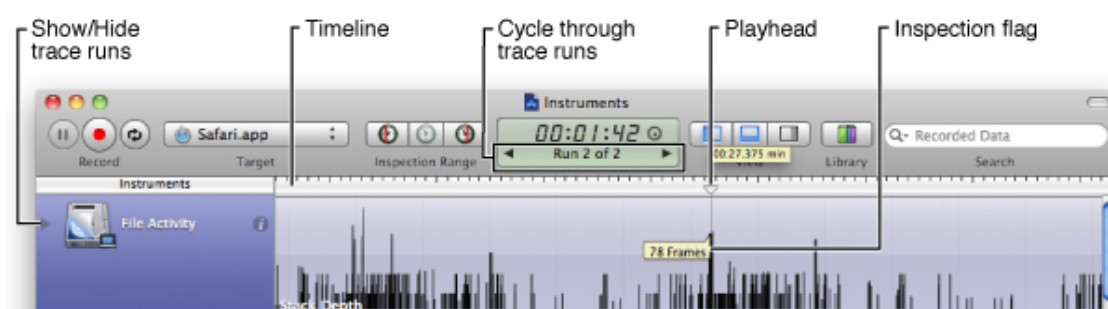 Show/Hide
trace runs
Timeline
Cycle through
trace runs
Playhead
Inspection flag
Instruments
Safari.app
00:01:42
Recorded Data
Run 2 of 2
00:27.375 min
Record
Target
Inspection Range
View
Library
Search
Instruments
File Activity
78 Frames
Stack Depth